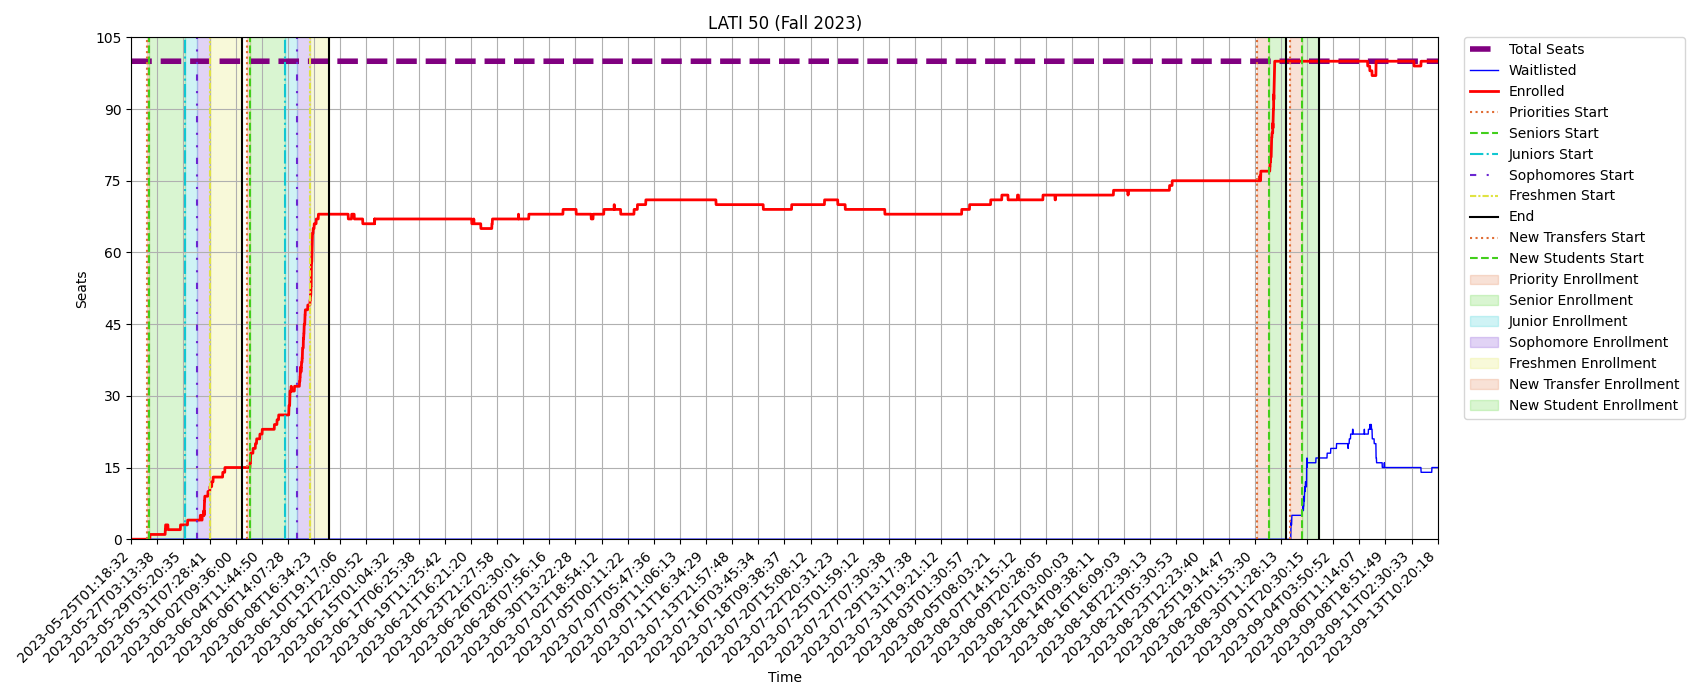 LATI 50 (Fall 2023)
Seats
105
90
75
60
45
30
15
0
2023-05-25T01:18:32
2023-05-27T03:13:38
2023-05-29T05:20:35
2023-05-31T07:28:41
2023-06-02T09:36:00
2023-06-04T11:44:50
2023-06-06T14:07:28
2023-06-08T16:34:23
2023-06-10T19:17:06
2023-06-12T22:00:52
2023-06-15T01:04:32
2023-06-17T06:25:38
2023-06-19T11:25:42
2023-06-21T16:21:20
2023-06-23T21:27:58
2023-06-26T02:30:01
2023-06-28T07:56:16
2023-06-30T13:22:28
2023-07-02T18:54:12
2023-07-05T00:11:22
2023-07-07T05:47:36
2023-07-09T11:06:13
2023-07-11T16:34:29
2023-07-13T21:57:48
2023-07-16T03:45:34
2023-07-18T09:38:37
2023-07-20T15:08:12
2023-07-22T20:31:23
2023-07-25T01:59:12
2023-07-27T07:30:38
2023-07-29T13:17:38
2023-07-31T19:21:12
2023-08-03T01:30:57
2023-08-05T08:03:21
2023-08-07T14:15:12
2023-08-09T20:28:05
2023-08-12T03:00:03
2023-08-14T09:38:11
2023-08-16T16:09:03
2023-08-18T22:39:13
2023-08-21T05:30:53
2023-08-23T12:23:40
2023-08-25T19:14:47
2023-08-28T01:53:30
2023-08-30T11:28:13
2023-09-01T20:30:15
2023-09-04T03:50:52
2023-09-06T11:14:07
2023-09-08T18:51:49
2023-09-11T02:30:33
2023-09-13T10:20:18
Time
Total Seats
Waitlisted
Enrolled
Priorities Start
Seniors Start
Juniors Start
Sophomores Start
Freshmen Start
End
New Transfers Start
New Students Start
Priority Enrollment
Senior Enrollment
Junior Enrollment
Sophomore Enrollment
Freshmen Enrollment
New Transfer Enrollment
New Student Enrollment